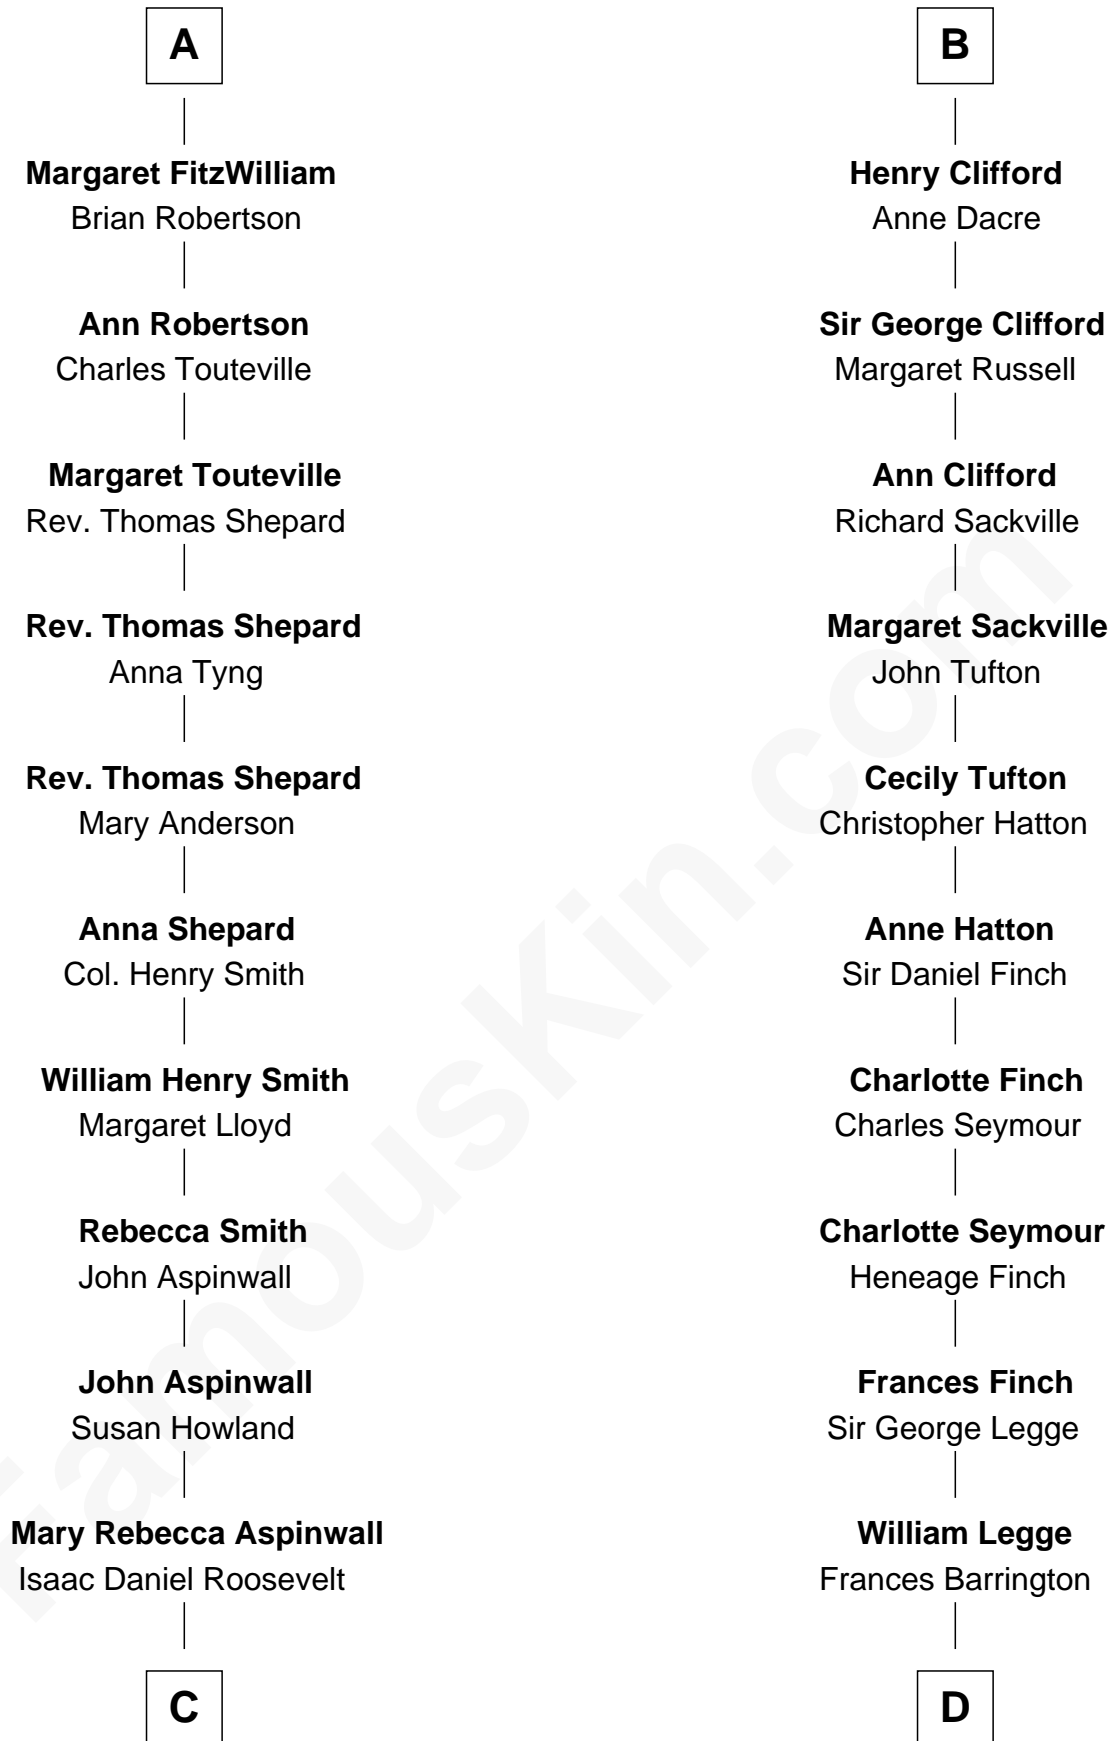 A
Margaret FitzWilliam
Brian Robertson
Ann Robertson
Charles Touteville
Margaret Touteville
Rev. Thomas Shepard
Rev. Thomas Shepard
Anna Tyng
Rev. Thomas Shepard
Mary Anderson
Anna Shepard
Col. Henry Smith
William Henry Smith
Margaret Lloyd
Rebecca Smith
John Aspinwall
John Aspinwall
Susan Howland
Mary Rebecca Aspinwall
Isaac Daniel Roosevelt
C
B
Henry Clifford
Anne Dacre
Sir George Clifford
Margaret Russell
Ann Clifford
Richard Sackville
Margaret Sackville
John Tufton
Cecily Tufton
Christopher Hatton
Anne Hatton
Sir Daniel Finch
Charlotte Finch
Charles Seymour
Charlotte Seymour
Heneage Finch
Frances Finch
Sir George Legge
William Legge
Frances Barrington
D
FamousKin.com